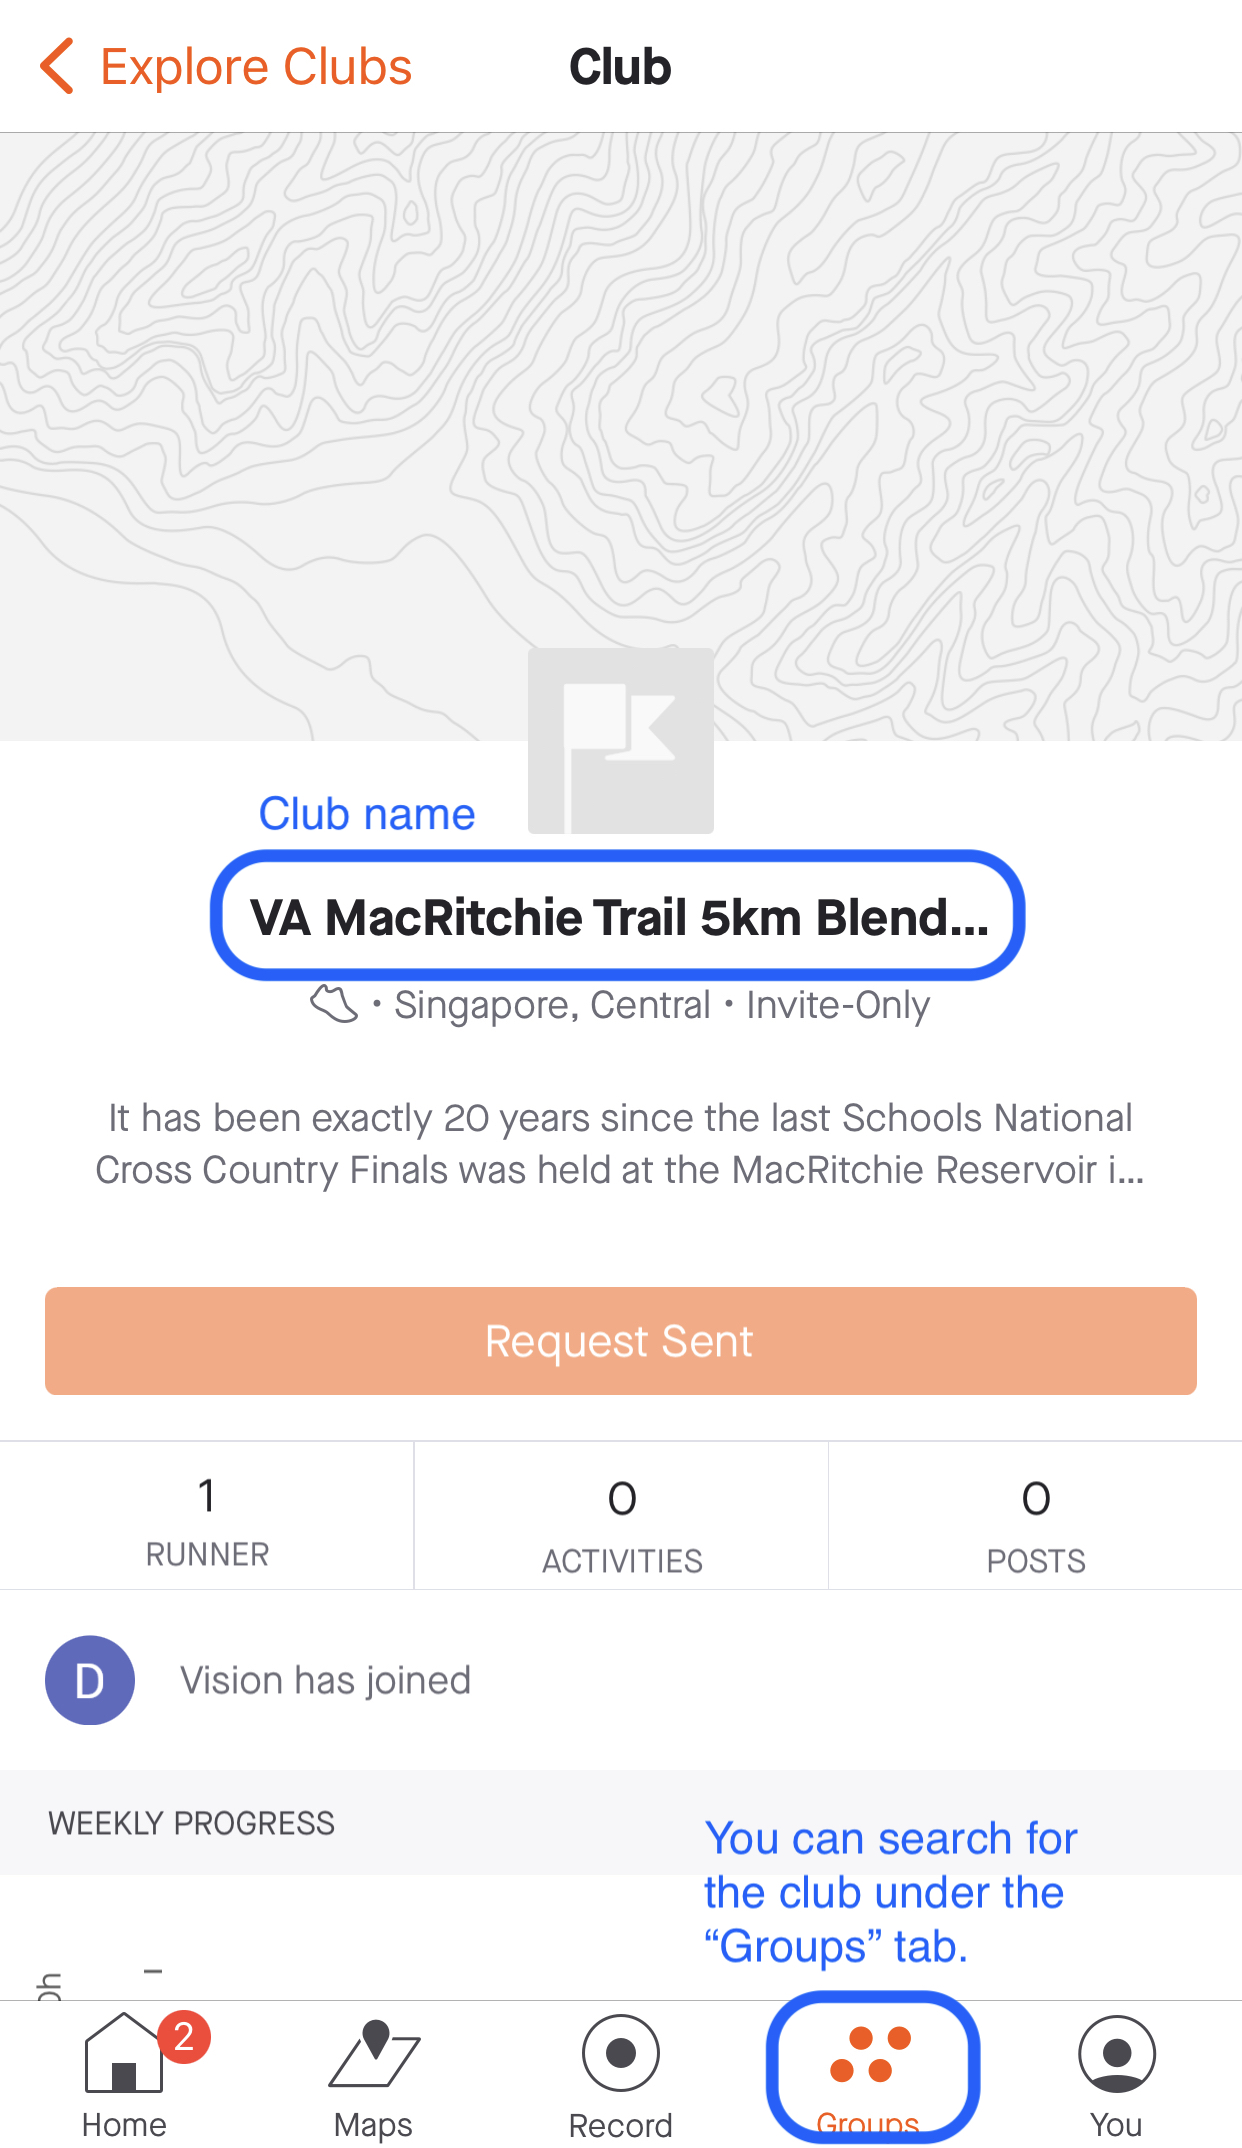 Explore Clubs
Club
Club name
VA MacRitchie Trail 5km Blend...
• Singapore, Central • Invite-Only
It has been exactly 20 years since the last Schools National
Cross Country Finals was held at the MacRitchie Reservoir i...
Request Sent
1
RUNNER
0
ACTIVITIES
0
POSTS
D
Vision has joined
WEEKLY PROGRESS
You can search for
the club under the
“Groups” tab.
2
Home
Maps
Record
Groups
You